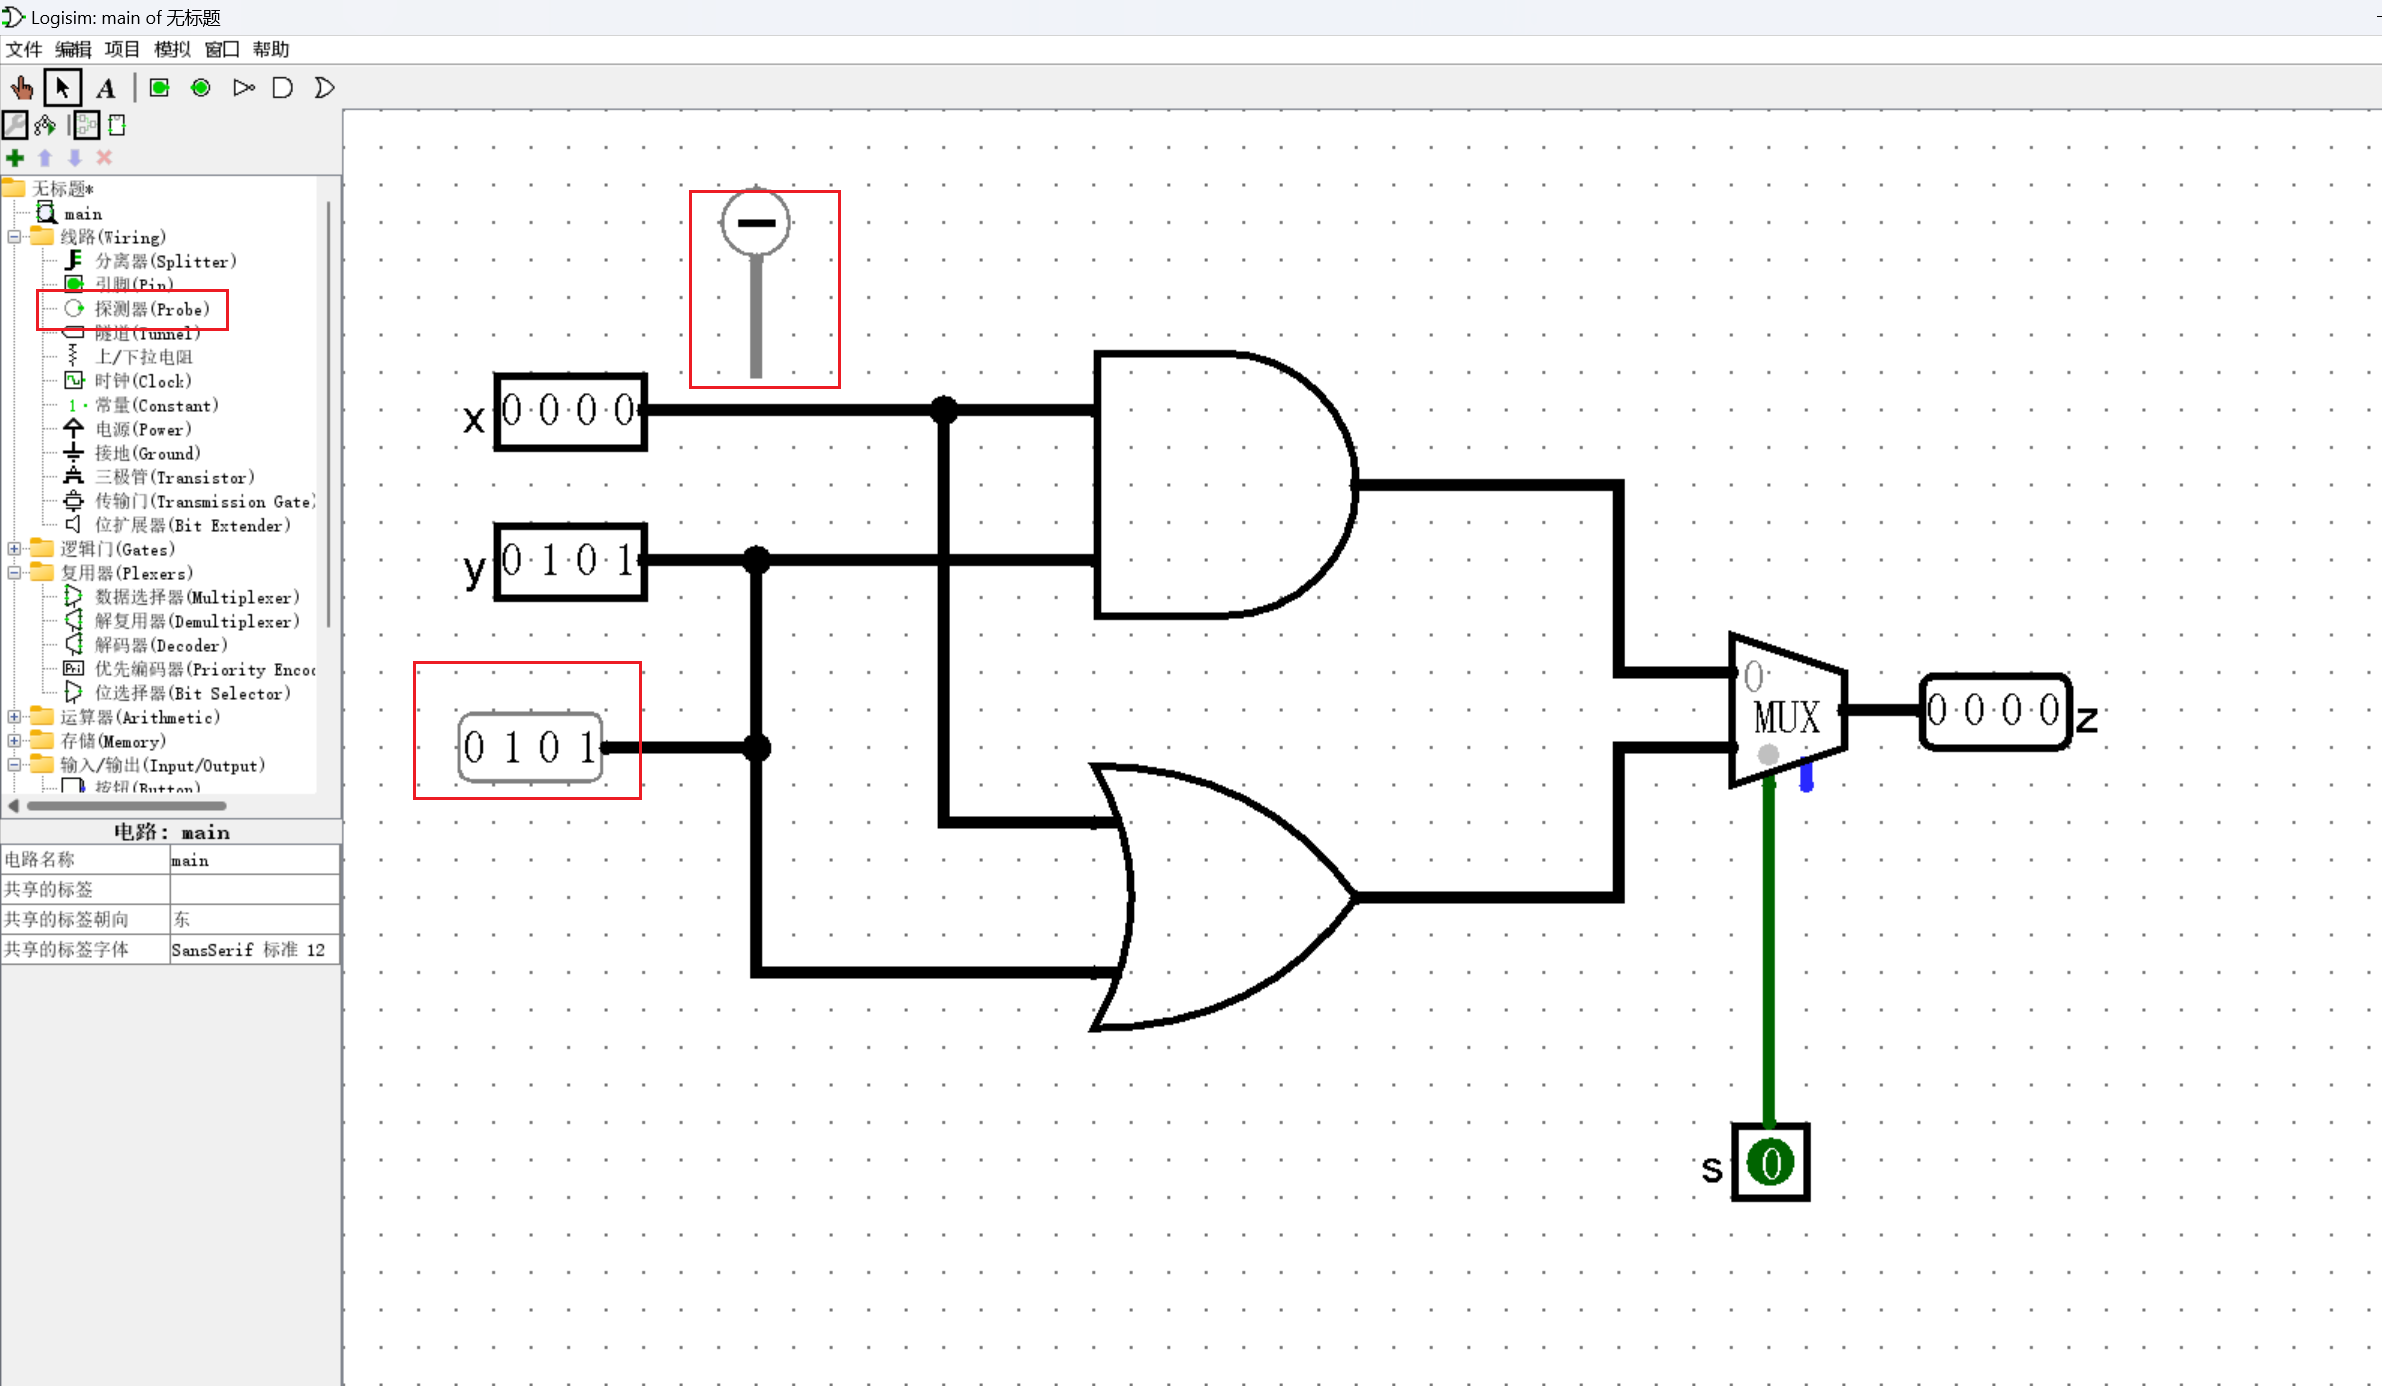 Logisim: main of 无标题
文件 编辑 项目 模拟 窗口 帮助
A
无标题*
main
线路(Wiring)
分离器(Splitter)
引脚(Pin)
探测器(Probe)
隧道(Tunnel)
上/下拉电阻
时钟(Clock)
1 常量(Constant)
电源(Power)
接地(Ground)
三极管(Transistor)
传输门(Transmission Gate)
位扩展器(Bit Extender)
逻辑门(Gates)
复用器(Plexers)
数据选择器(Multiplexer)
解复用器(Demultiplexer)
解码器(Decoder)
Pri 优先编码器(Priority Enco
位选择器(Bit Selector)
运算器(Arithmetic)
存储(Memory)
输入/输出(Input/Output)
按钮(Button)
电路: main
电路名称 main
共享的标签
共享的标签朝向 东
共享的标签字体 SansSerif 标准 12
x 0 0 0 0
y 0 1 0 1
0 1 0 1
0
MUX
0 0 0 0 z
s 0